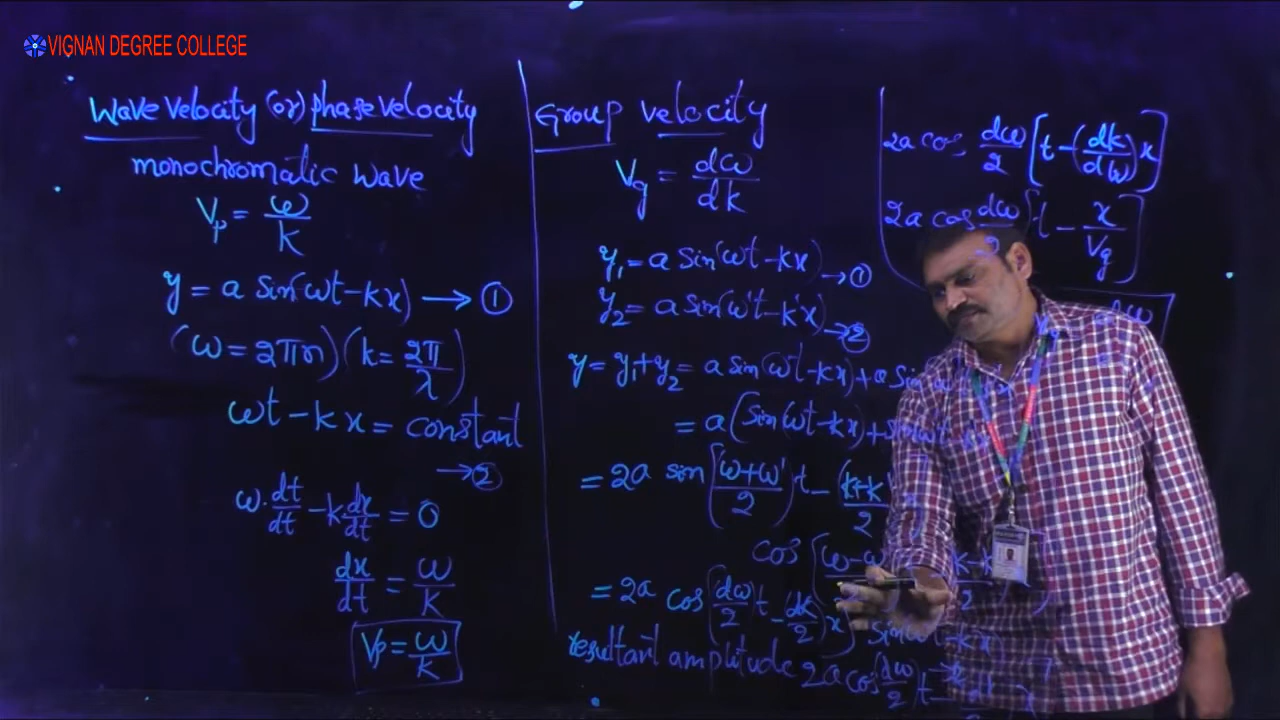 VIGNAN DEGREE COLLEGE
Wave velocity (or) phase velocity
monochromatic wave
Vp = ω/k
y = a sin(ωt - kx) → ①
(ω = 2πn) (k = 2π/λ)
ωt - kx = constant
→ ②
ω. dt/dt - k dx/dt = 0
dx/dt = ω/k
Vp = ω/k
Group velocity
Vg = dω/dk
y₁ = a sin(ωt - kx) → ①
y₂ = a sin(ω't - k'x) → ②
y = y₁ + y₂ = a sin(ωt - kx) + a sin
= a (sin(ωt - kx) +
= 2a sin [(ω+ω'/2) t - (k+k'/2
cos [(ω-ω
= 2a cos [(dω/2) t - (dk/2) x] sin(ωt - kx)
resultant amplitude 2a cos [(dω/2) t -
2a cos dω/2 [t - (dk/dω) x]
2a cos dω/2 [t - x/Vg]
dω